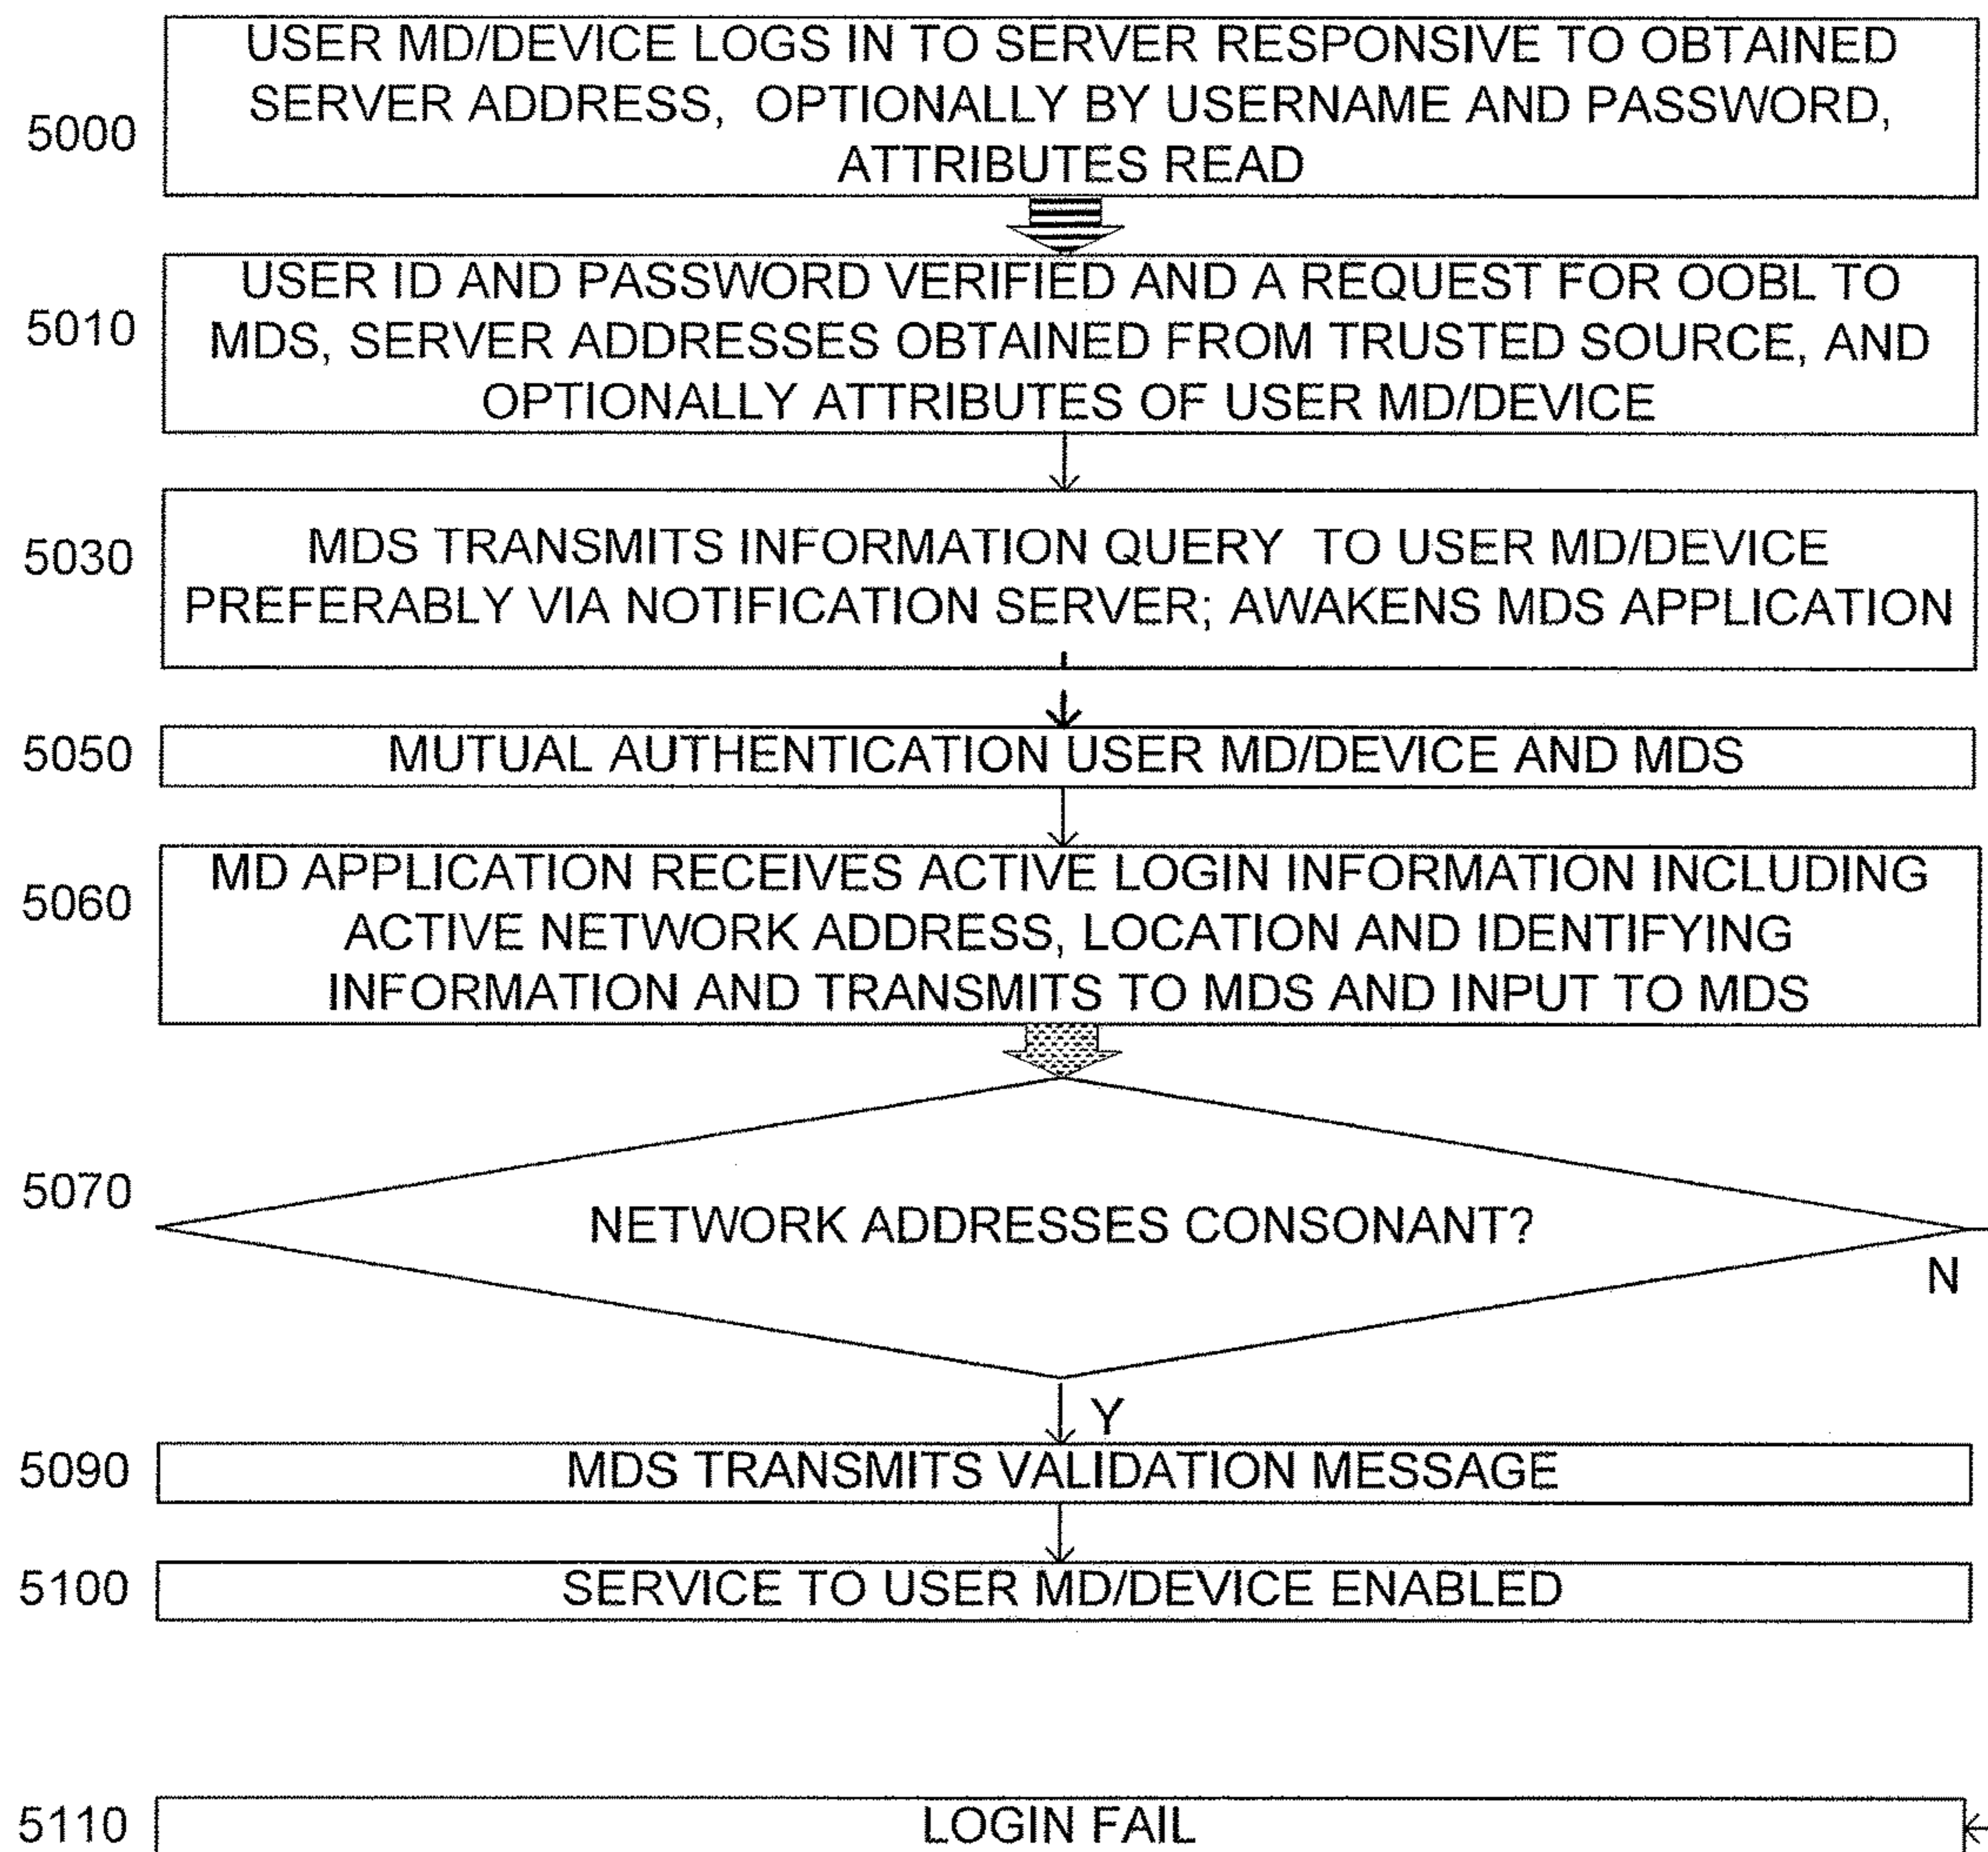 USER MD/DEVICE LOGS IN TO SERVER RESPONSIVE TO OBTAINED
SERVER ADDRESS, OPTIONALLY BY USERNAME AND PASSWORD,
5000
ATTRIBUTES READ
USER ID AND PASSWORD VERIFIED AND A REQUEST FOR OOBL TO
5010
MDS, SERVER ADDRESSES OBTAINED FROM TRUSTED SOURCE, AND
OPTIONALLY ATTRIBUTES OF USER MD/DEVICE
5030
MDS TRANSMITS INFORMATION QUERY TO USER MD/DEVICE
PREFERABLY VIA NOTIFICATION SERVER; AWAKENS MDS APPLICATION
5050
MUTUAL AUTHENTICATION USER MD/DEVICE AND MDS
MD APPLICATION RECEIVES ACTIVE LOGIN INFORMATION INCLUDING
5060
ACTIVE NETWORK ADDRESS, LOCATION AND IDENTIFYING
INFORMATION AND TRANSMITS TO MDS AND INPUT TO MDS
5070
NETWORK ADDRESSES CONSONANT?
N
Y
5090
MDS TRANSMITS VALIDATION MESSAGE
5100
SERVICE TO USER MD/DEVICE ENABLED
5110
LOGIN FAIL